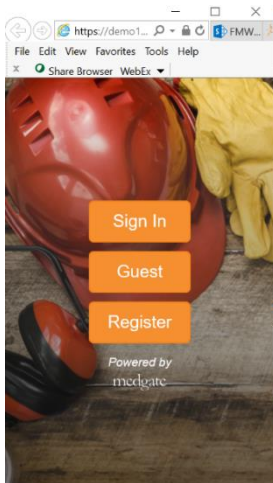 https://demo1...
FMW...
File Edit View Favorites Tools Help
x Share Browser WebEx
Sign In
Guest
Register
Powered by
medgate